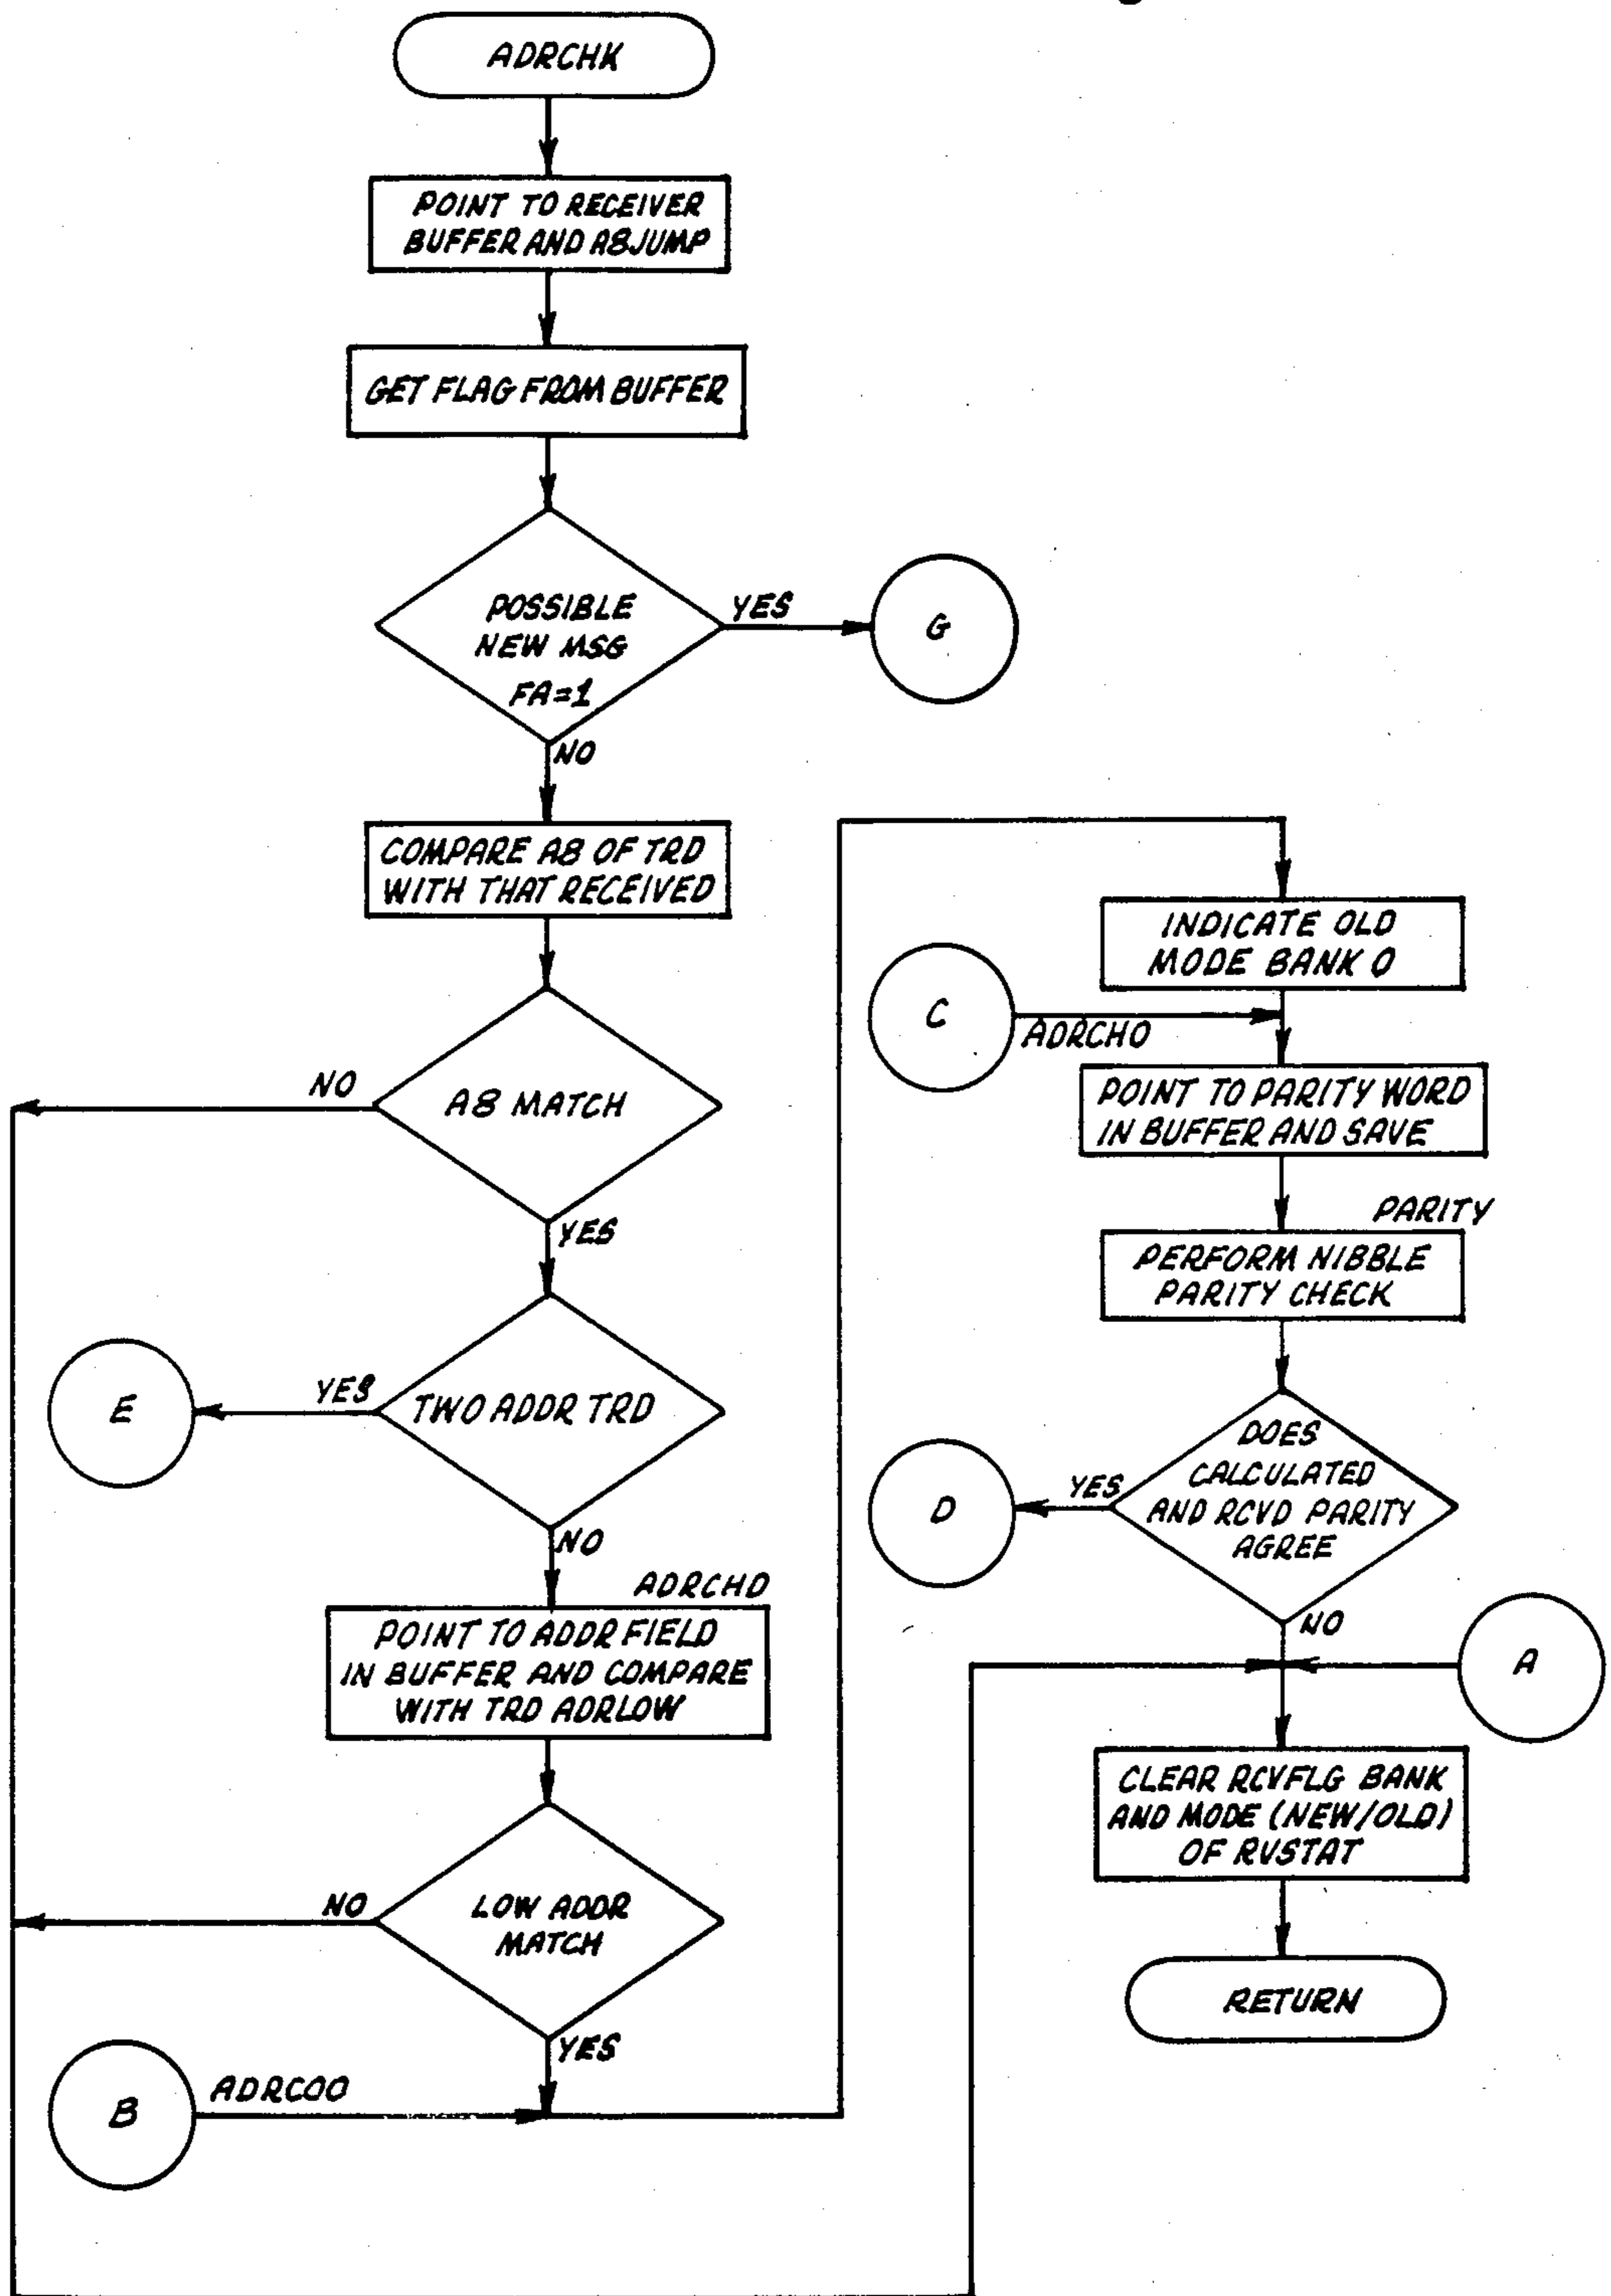 ADRCHK
POINT TO RECEIVER
BUFFER AND A8JUMP
GET FLAG FROM BUFFER
POSSIBLE
NEW MSG
FA=1
YES
G
NO
COMPARE A8 OF TRD
WITH THAT RECEIVED
A8 MATCH
NO
YES
TWO ADDR TRD
YES
E
NO
ADRCHD
POINT TO ADDR FIELD
IN BUFFER AND COMPARE
WITH TRD ADRLOW
LOW ADDR
MATCH
NO
YES
B
ADRCOO
INDICATE OLD
MODE BANK 0
C
ADRCHO
POINT TO PARITY WORD
IN BUFFER AND SAVE
PARITY
PERFORM NIBBLE
PARITY CHECK
DOES
CALCULATED
AND RCVD PARITY
AGREE
YES
D
NO
A
CLEAR RCVFLG BANK
AND MODE (NEW/OLD)
OF RVSTAT
RETURN